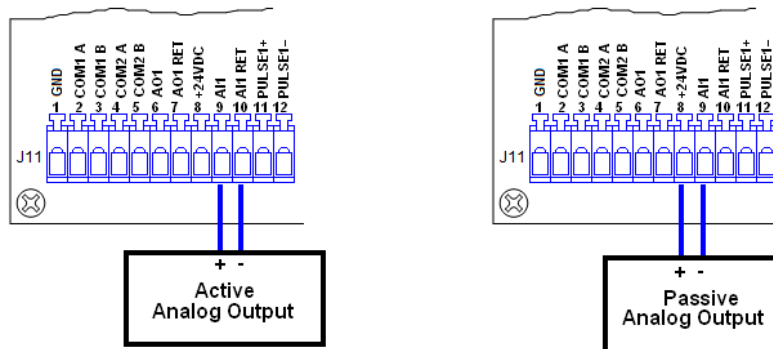 GND
COM1 A
COM1 B
COM2 A
COM2 B
AO1
AO1 RET
+24VDC
AI1
AI1 RET
PULSE1+
PULSE1−
1 2 3 4 5 6 7 8 9 10 11 12
J11
+ -
Active
Analog Output
GND
COM1 A
COM1 B
COM2 A
COM2 B
AO1
AO1 RET
+24VDC
AI1
AI1 RET
PULSE1+
PULSE1−
1 2 3 4 5 6 7 8 9 10 11 12
J11
+ -
Passive
Analog Output